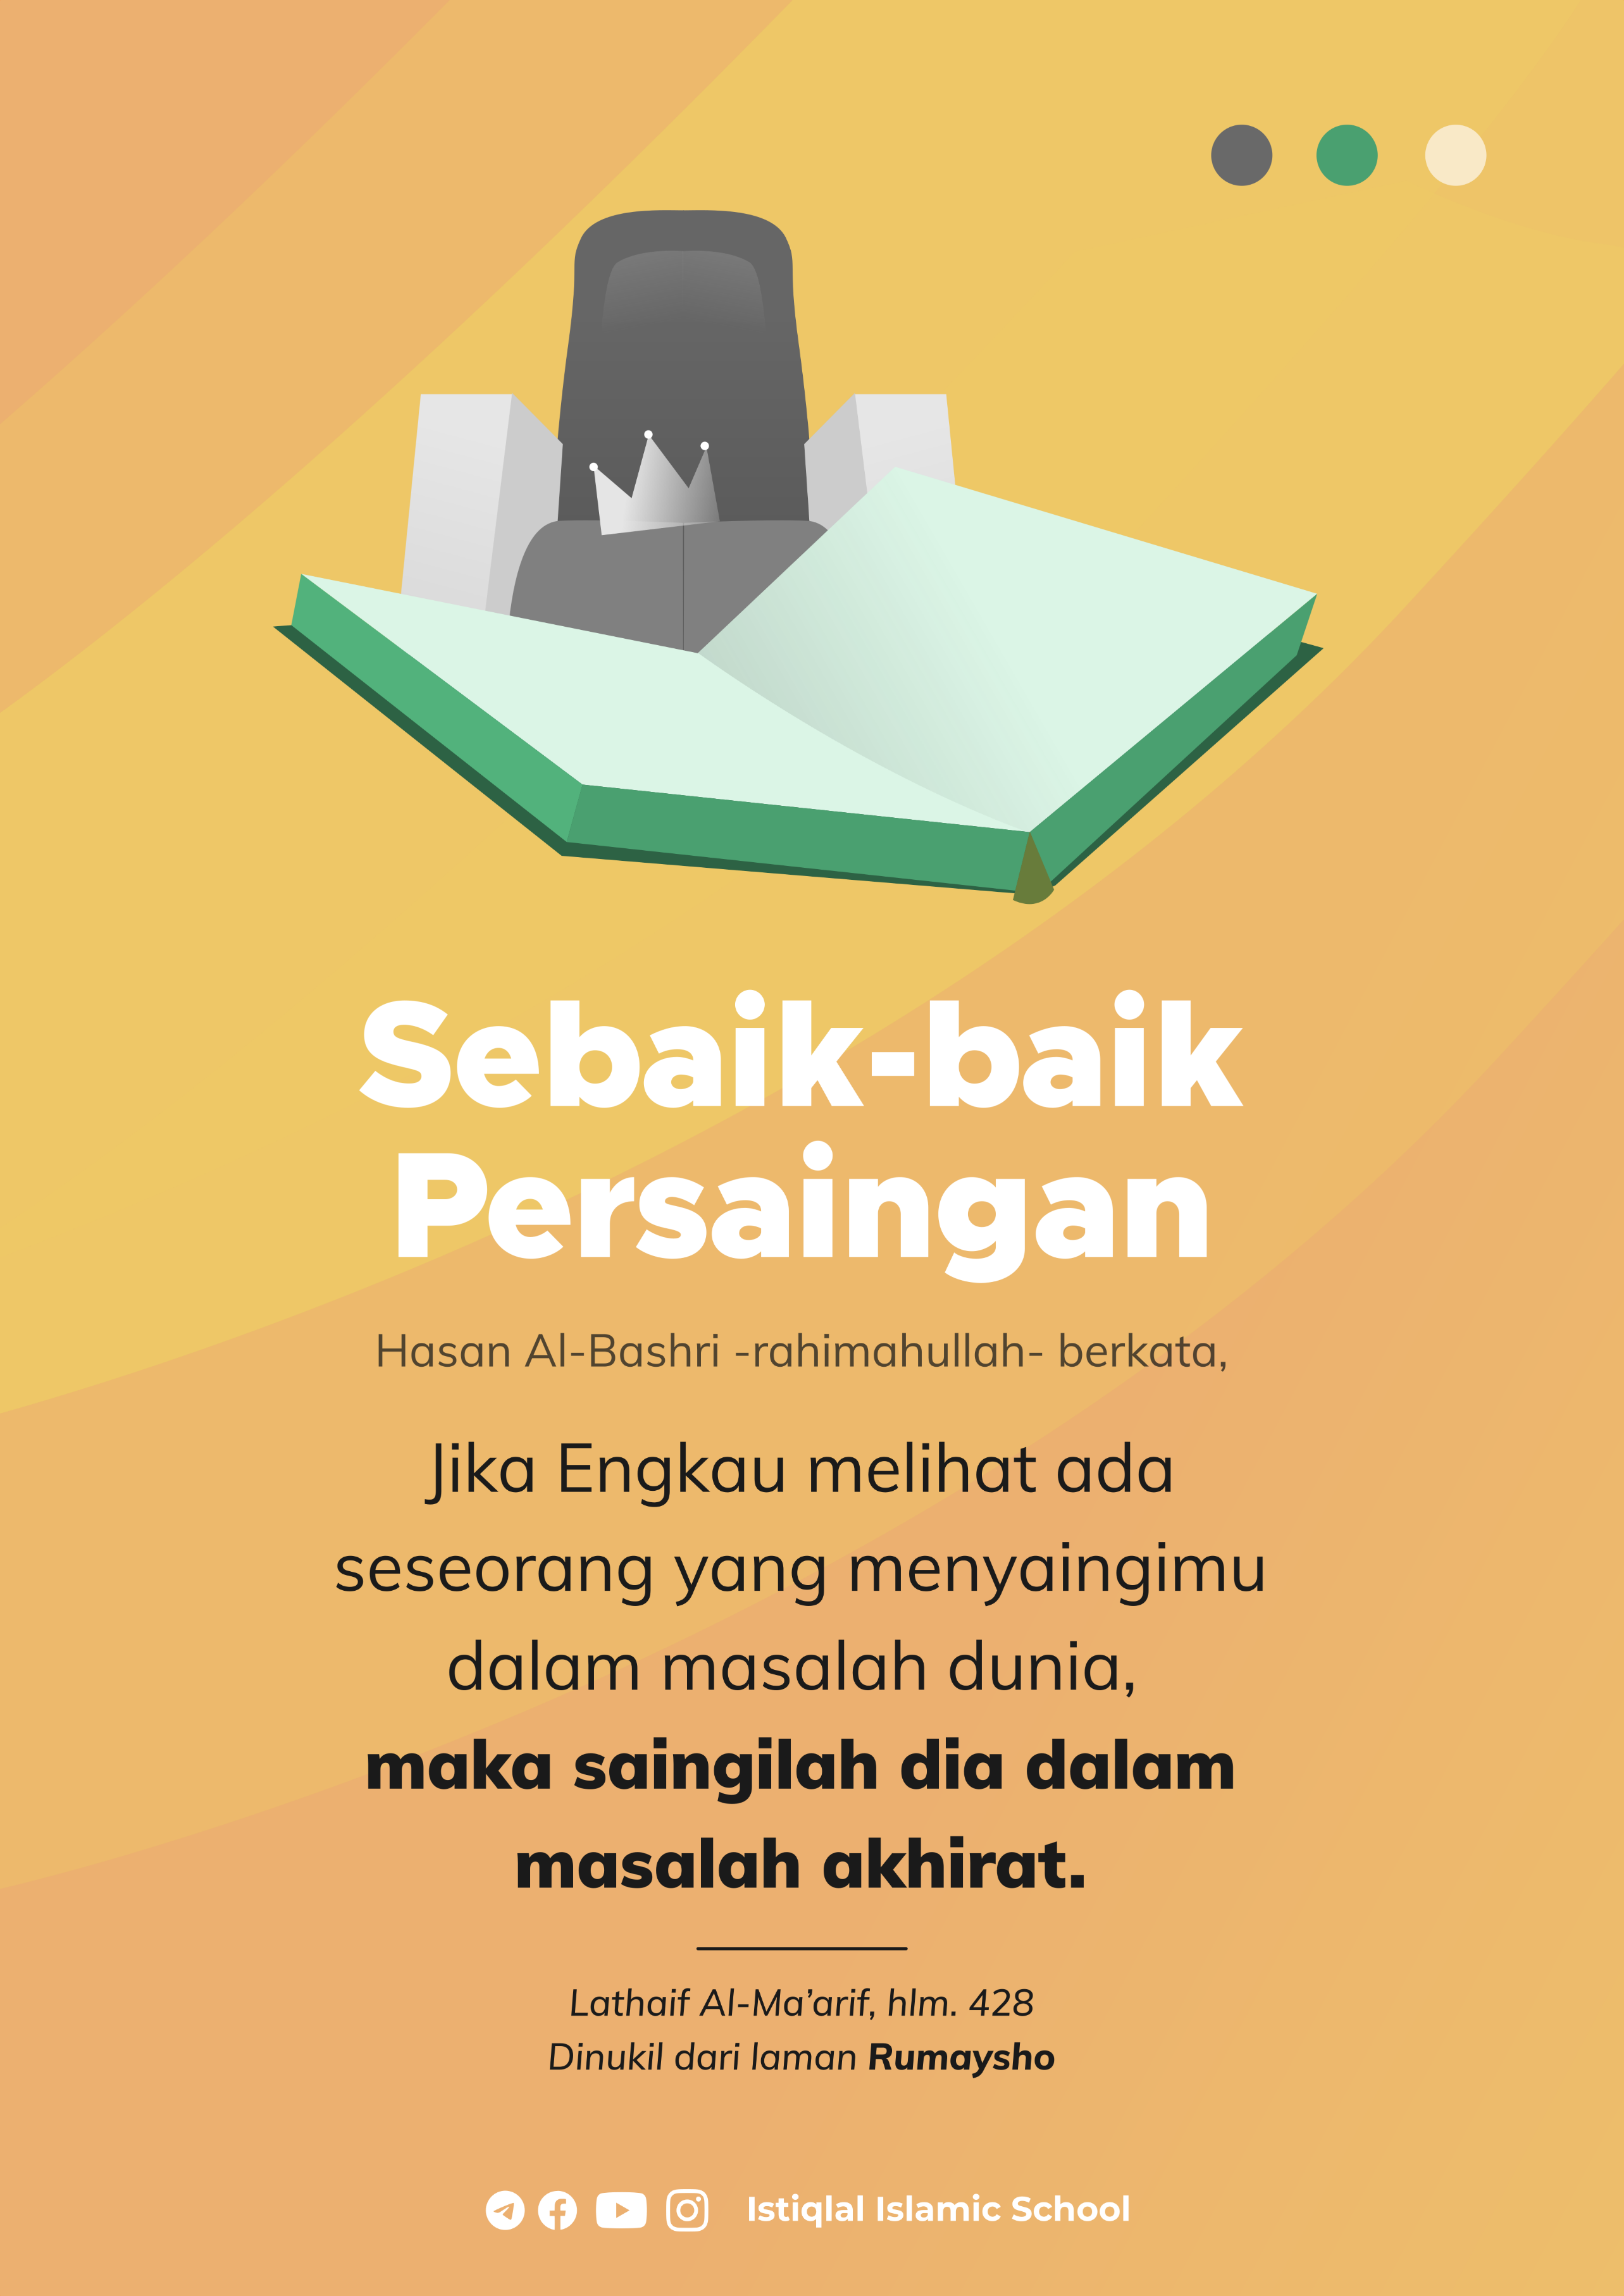 Sebaik-baik
Persaingan
Hasan Al-Bashri -rahimahullah- berkata,
Jika Engkau melihat ada
seseorang yang menyaingimu
dalam masalah dunia,
maka saingilah dia dalam
masalah akhirat.
Lathaif Al-Ma’arif, hlm. 428
Dinukil dari laman Rumaysho
Istiqlal Islamic School